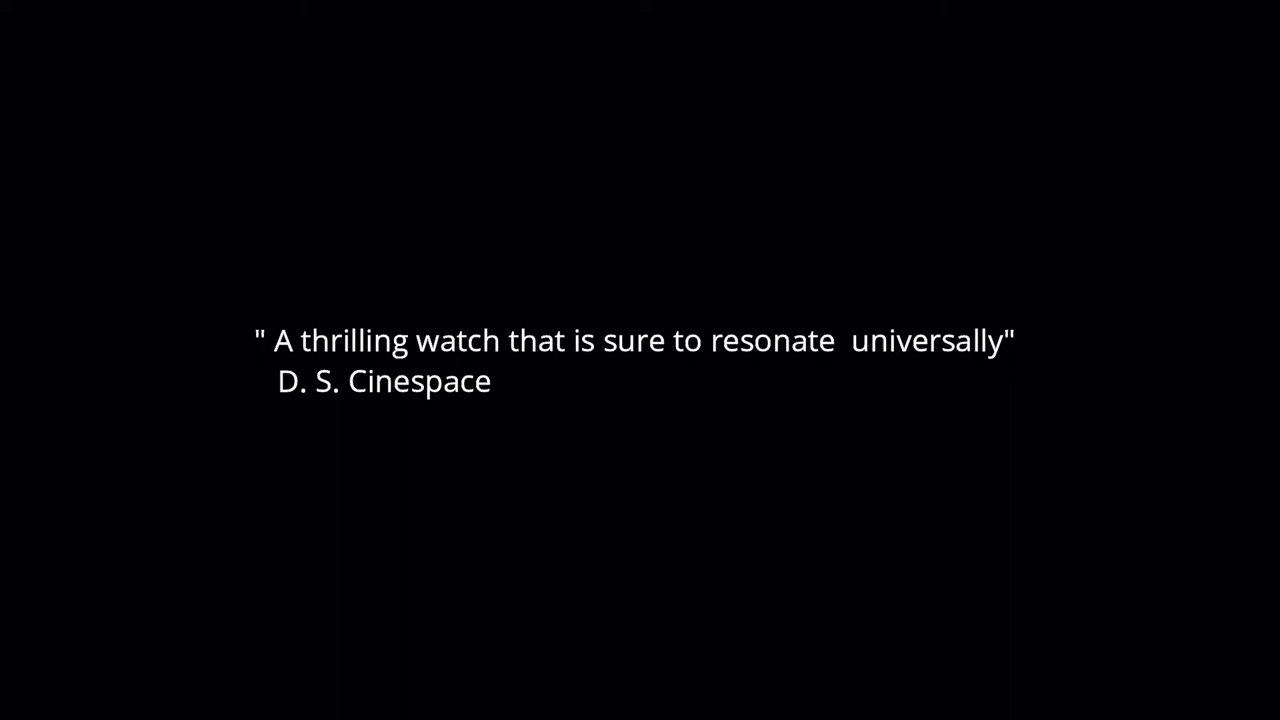 " A thrilling watch that is sure to resonate  universally"
D. S. Cinespace